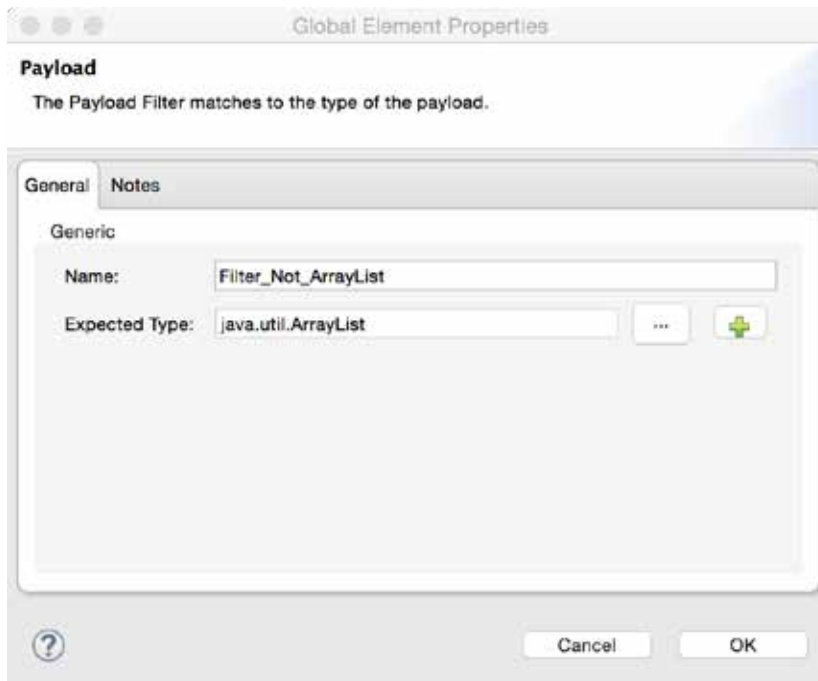 Global Element Properties
Payload
The Payload Filter matches to the type of the payload.
General Notes
Generic
Name: Filter_Not_ArrayList
Expected Type: java.util.ArrayList ...
? Cancel OK